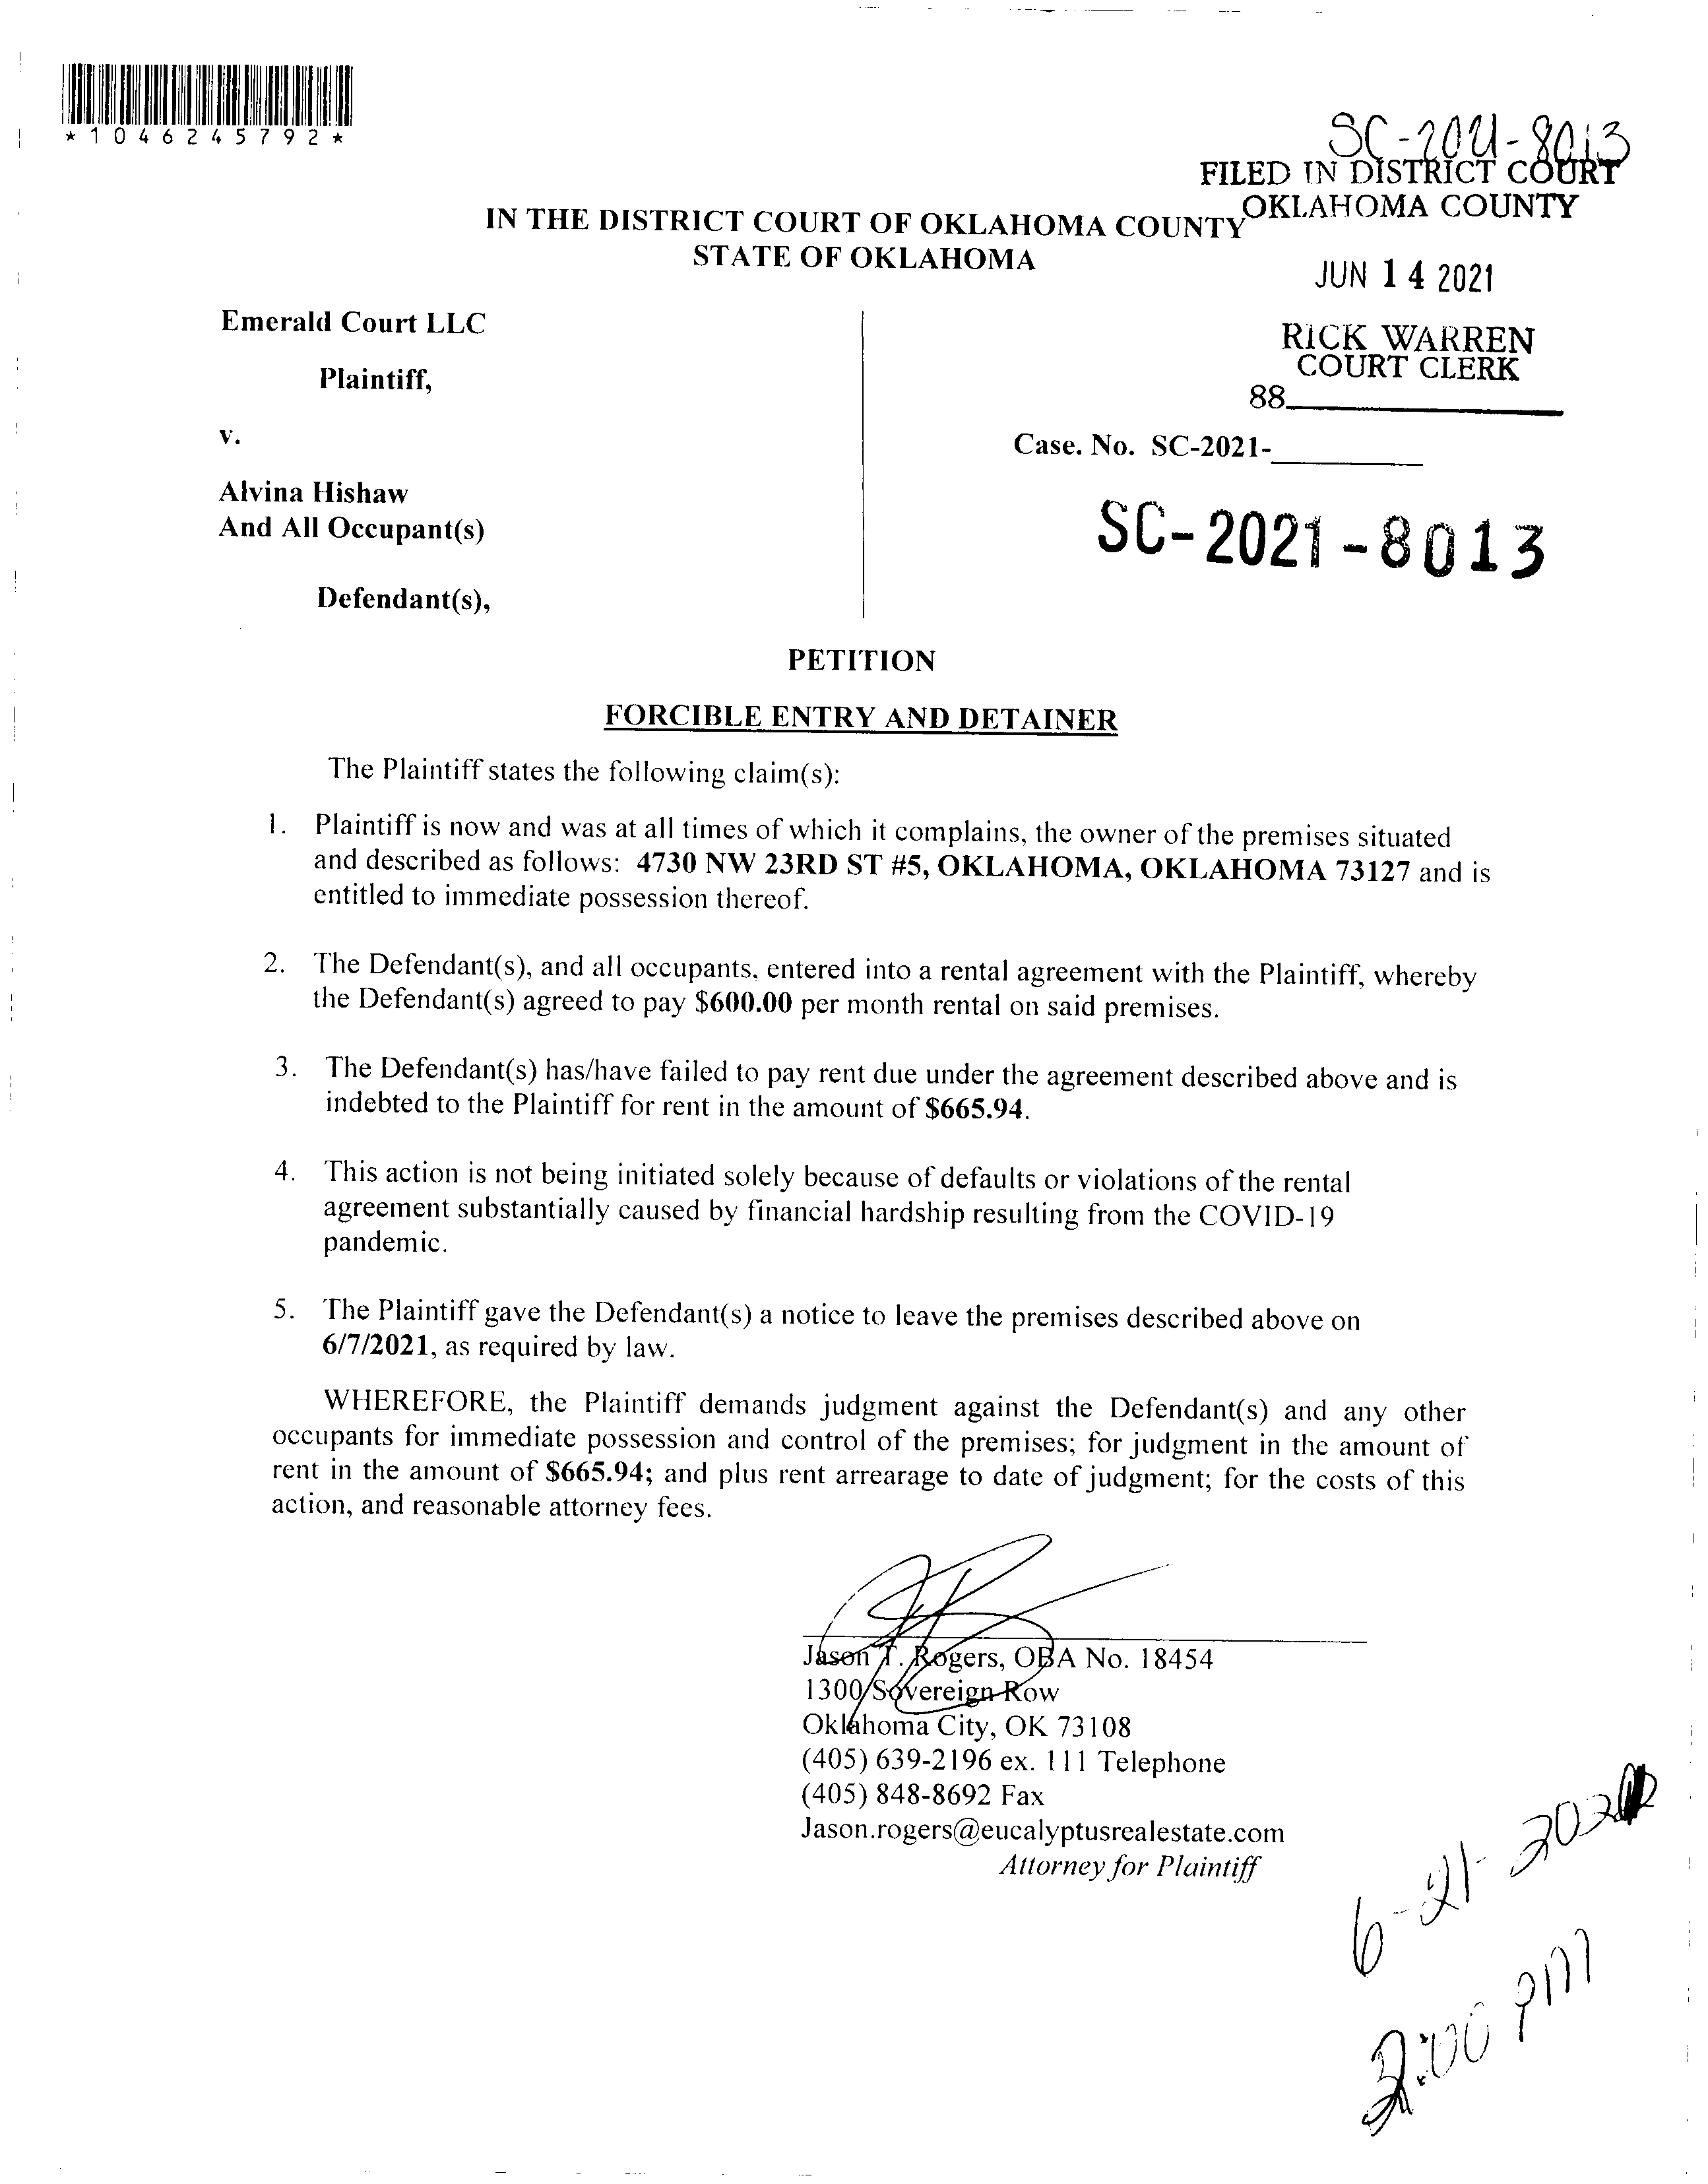 *1046245792*
SC-2021-8013
FILED IN DISTRICT COURT
OKLAHOMA COUNTY
IN THE DISTRICT COURT OF OKLAHOMA COUNTY
STATE OF OKLAHOMA
JUN 14 2021
Emerald Court LLC
RICK WARREN
COURT CLERK
Plaintiff,
88
v.
Case. No. SC-2021-
Alvina Hishaw
And All Occupant(s)
SC-2021-8013
Defendant(s),
PETITION
FORCIBLE ENTRY AND DETAINER
The Plaintiff states the following claim(s):
1. Plaintiff is now and was at all times of which it complains, the owner of the premises situated
and described as follows: 4730 NW 23RD ST #5, OKLAHOMA, OKLAHOMA 73127 and is
entitled to immediate possession thereof.
2. The Defendant(s), and all occupants, entered into a rental agreement with the Plaintiff, whereby
the Defendant(s) agreed to pay $600.00 per month rental on said premises.
3. The Defendant(s) has/have failed to pay rent due under the agreement described above and is
indebted to the Plaintiff for rent in the amount of $665.94.
4. This action is not being initiated solely because of defaults or violations of the rental
agreement substantially caused by financial hardship resulting from the COVID-19
pandemic.
5. The Plaintiff gave the Defendant(s) a notice to leave the premises described above on
6/7/2021, as required by law.
WHEREFORE, the Plaintiff demands judgment against the Defendant(s) and any other
occupants for immediate possession and control of the premises; for judgment in the amount of
rent in the amount of $665.94; and plus rent arrearage to date of judgment; for the costs of this
action, and reasonable attorney fees.
Jason T. Rogers, OBA No. 18454
1300 Sovereign Row
Oklahoma City, OK 73108
(405) 639-2196 ex. 111 Telephone
(405) 848-8692 Fax
Jason.rogers@eucalyptusrealestate.com
Attorney for Plaintiff
6-21-
:00 pm